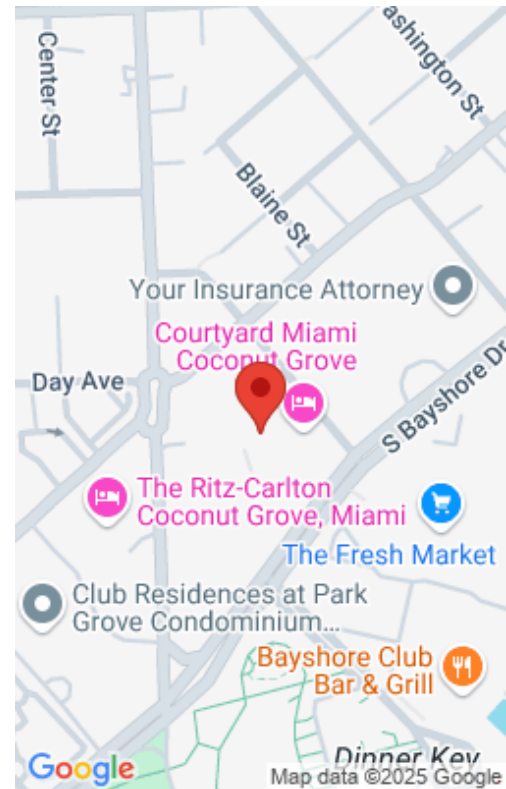 ashington St
Center St
Blaine St
Your Insurance Attorney
Courtyard Miami
Coconut Grove
Day Ave
S Bayshore Dr
The Ritz-Carlton
Coconut Grove, Miami
The Fresh Market
Club Residences at Park
Grove Condominium...
Bayshore Club
Bar & Grill
Dinner Key
Google
Map data ©2025 Google